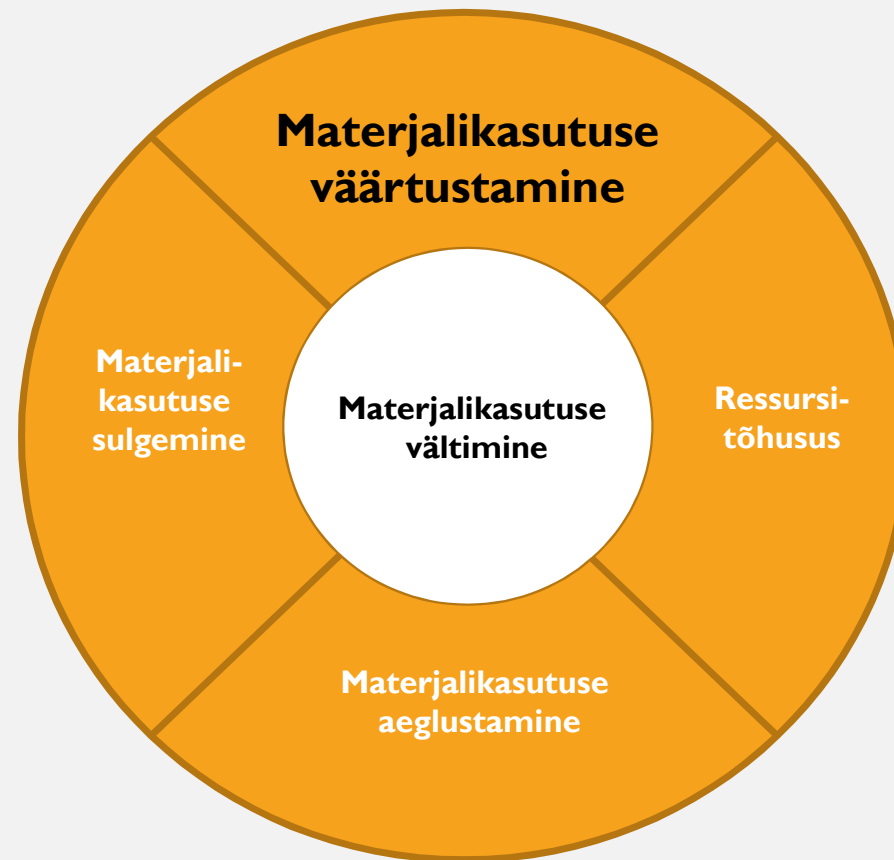 Materjalikasutuse
väärtustamine
Materjali-
kasutuse
sulgemine
Materjalikasutuse
vältimine
Ressursi-
tõhusus
Materjalikasutuse
aeglustamine